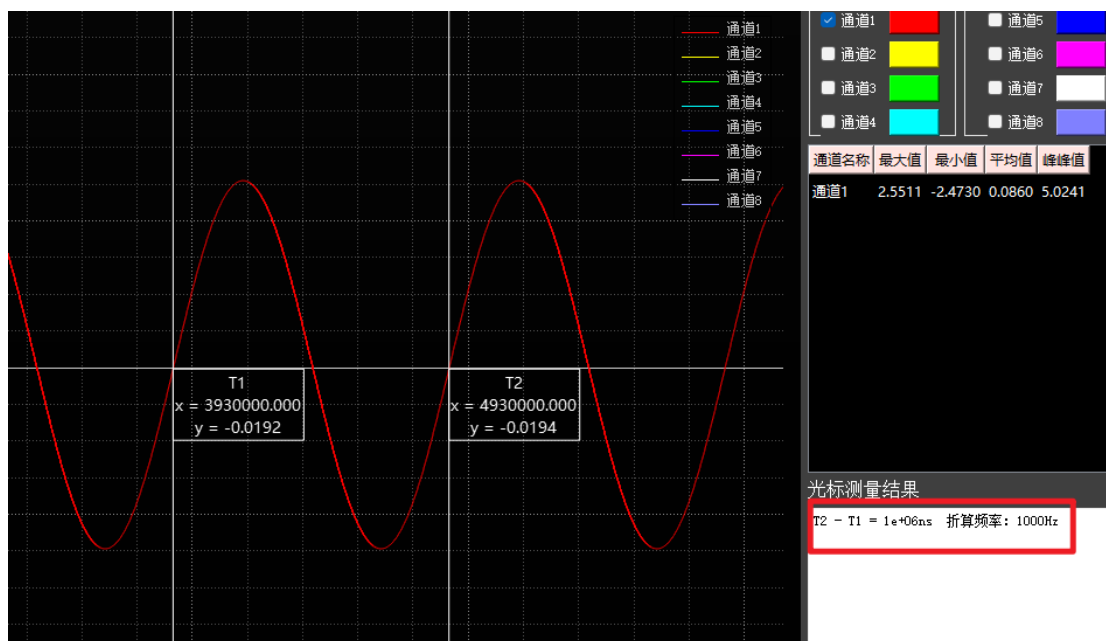 通道1
通道2
通道3
通道4
通道5
通道6
通道7
通道8
T1
x = 3930000.000
y = -0.0192
T2
x = 4930000.000
y = -0.0194
通道1 通道5
通道2 通道6
通道3 通道7
通道4 通道8
通道名称 最大值 最小值 平均值 峰峰值
通道1 2.5511 -2.4730 0.0860 5.0241
光标测量结果
T2 - T1 = 1e+06ns 折算频率: 1000Hz